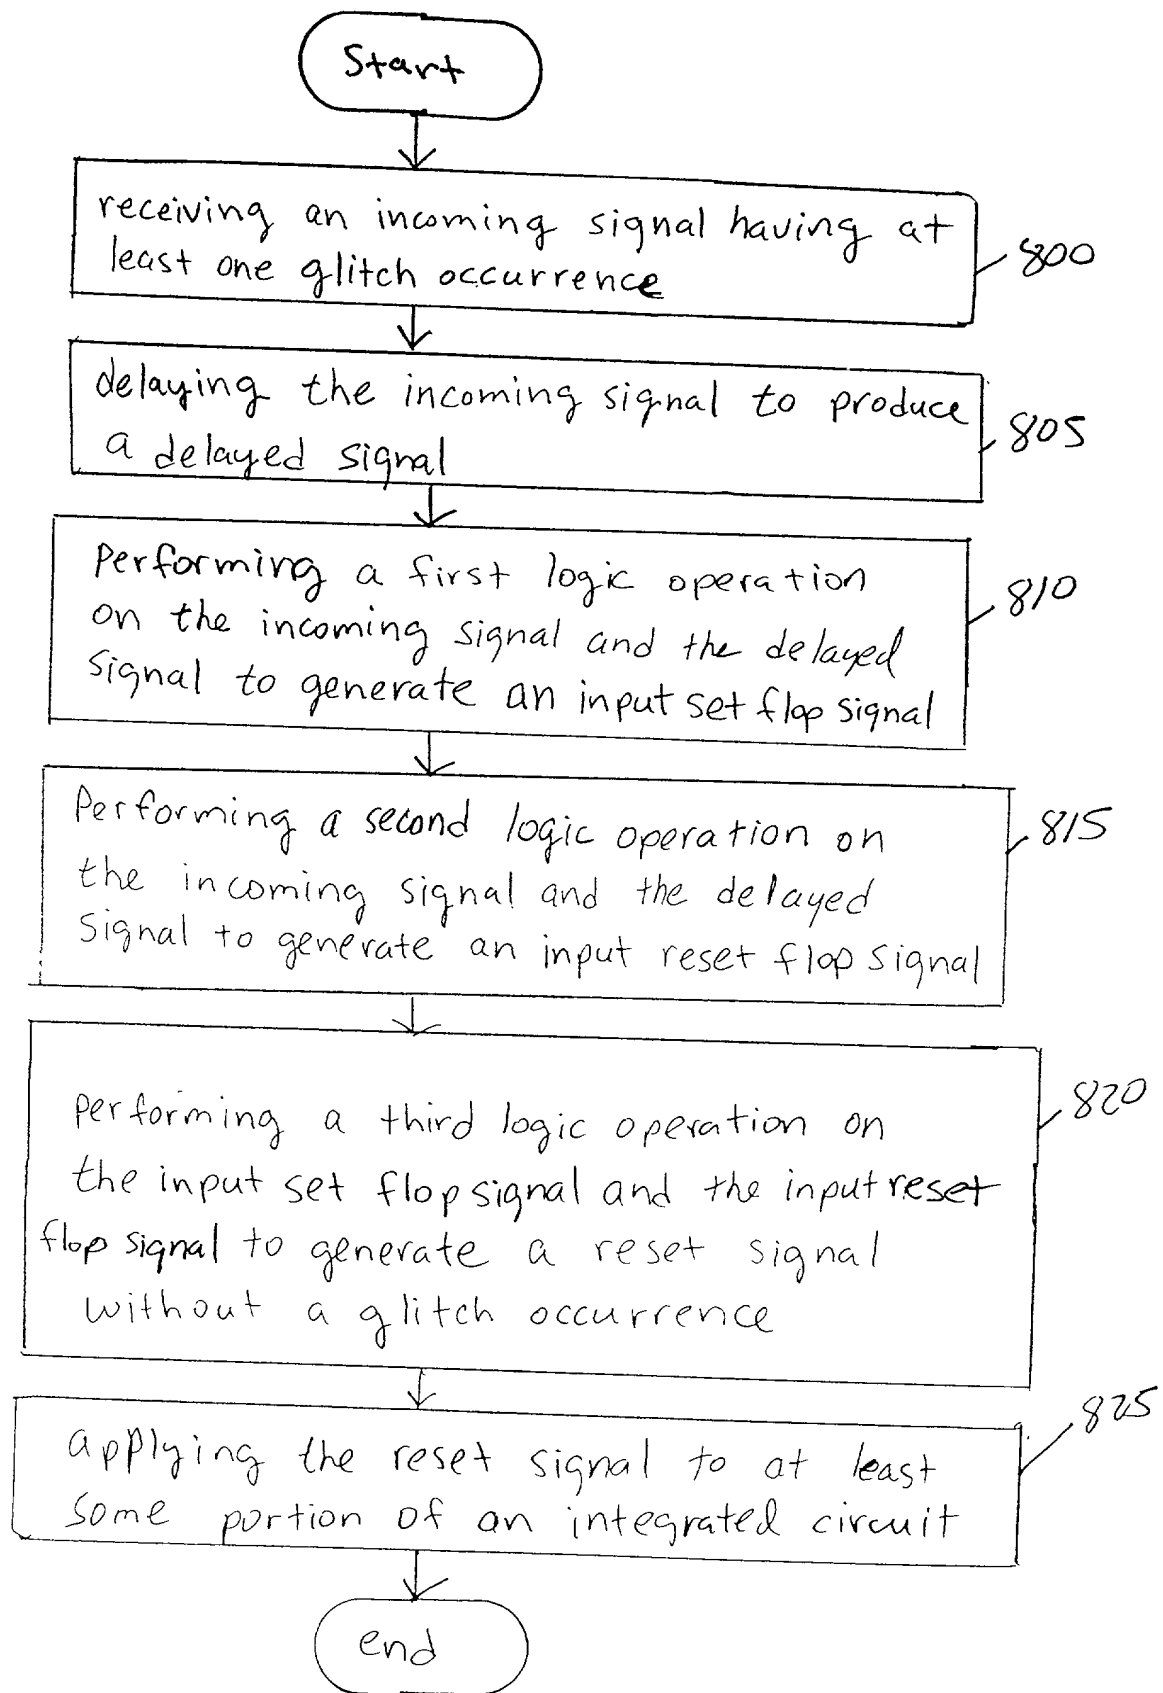 Start
receiving an incoming signal having at
least one glitch occurrence
800
delaying the incoming signal to produce
a delayed signal
805
Performing a first logic operation
on the incoming signal and the delayed
signal to generate an input set flop signal
810
Performing a second logic operation on
the incoming signal and the delayed
signal to generate an input reset flop signal
815
performing a third logic operation on
the input set flop signal and the input reset
flop signal to generate a reset signal
without a glitch occurrence
820
applying the reset signal to at least
some portion of an integrated circuit
825
end